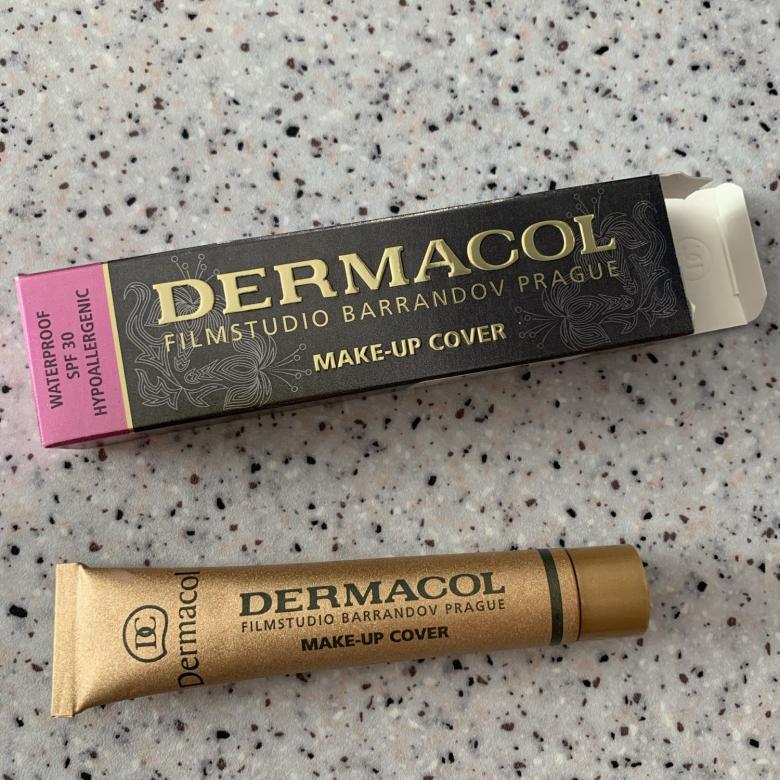 WATERPROOF
SPF 30
HYPOALLERGENIC
DERMACOL
FILMSTUDIO BARRANDOV PRAGUE
MAKE-UP COVER
DC
Dermacol
DERMACOL
FILMSTUDIO BARRANDOV PRAGUE
MAKE-UP COVER